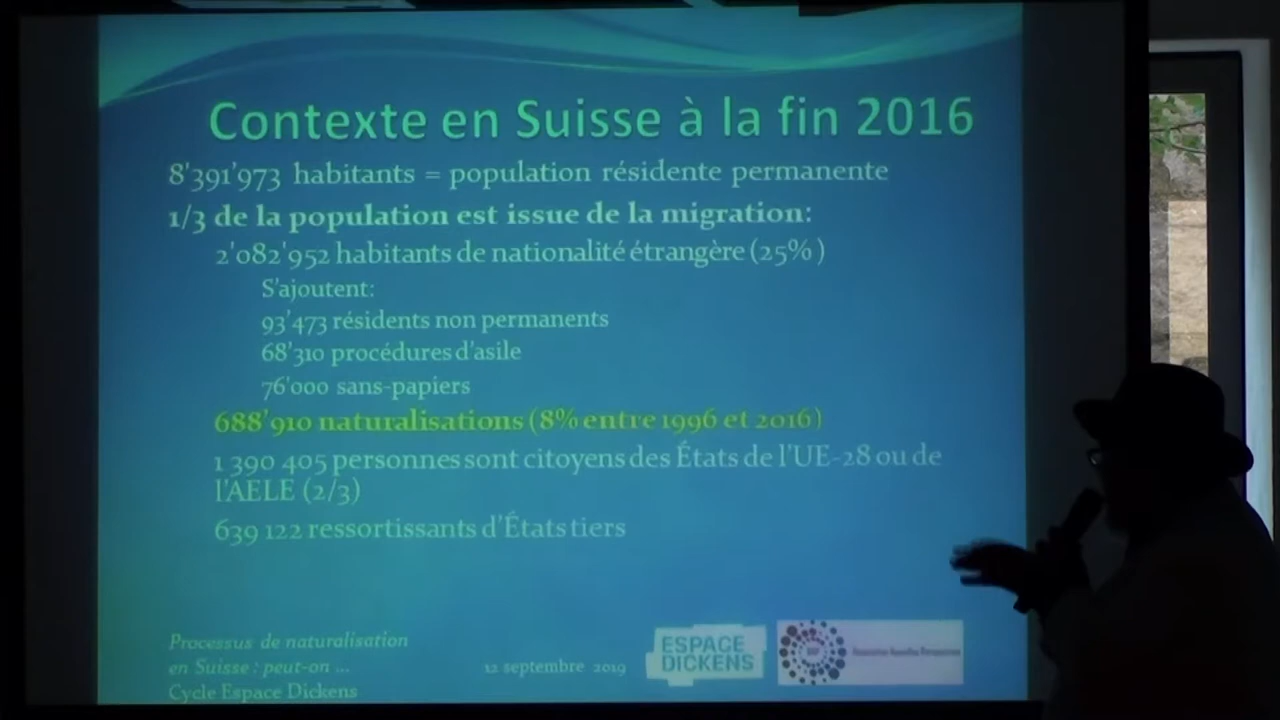 Contexte en Suisse à la fin 2016
8'391'973 habitants = population résidente permanente
1/3 de la population est issue de la migration:
2'082'952 habitants de nationalité étrangère (25% )
S'ajoutent:
93'473 résidents non permanents
68'310 procédures d'asile
76'000 sans-papiers
688'910 naturalisations (8% entre 1996 et 2016)
1 390 405 personnes sont citoyens des États de l'UE-28 ou de
l'AELE (2/3)
639 122 ressortissants d'États tiers
Processus de naturalisation
en Suisse : peut-on ...
Cycle Espace Dickens
12 septembre 2019
ESPACE
DICKENS